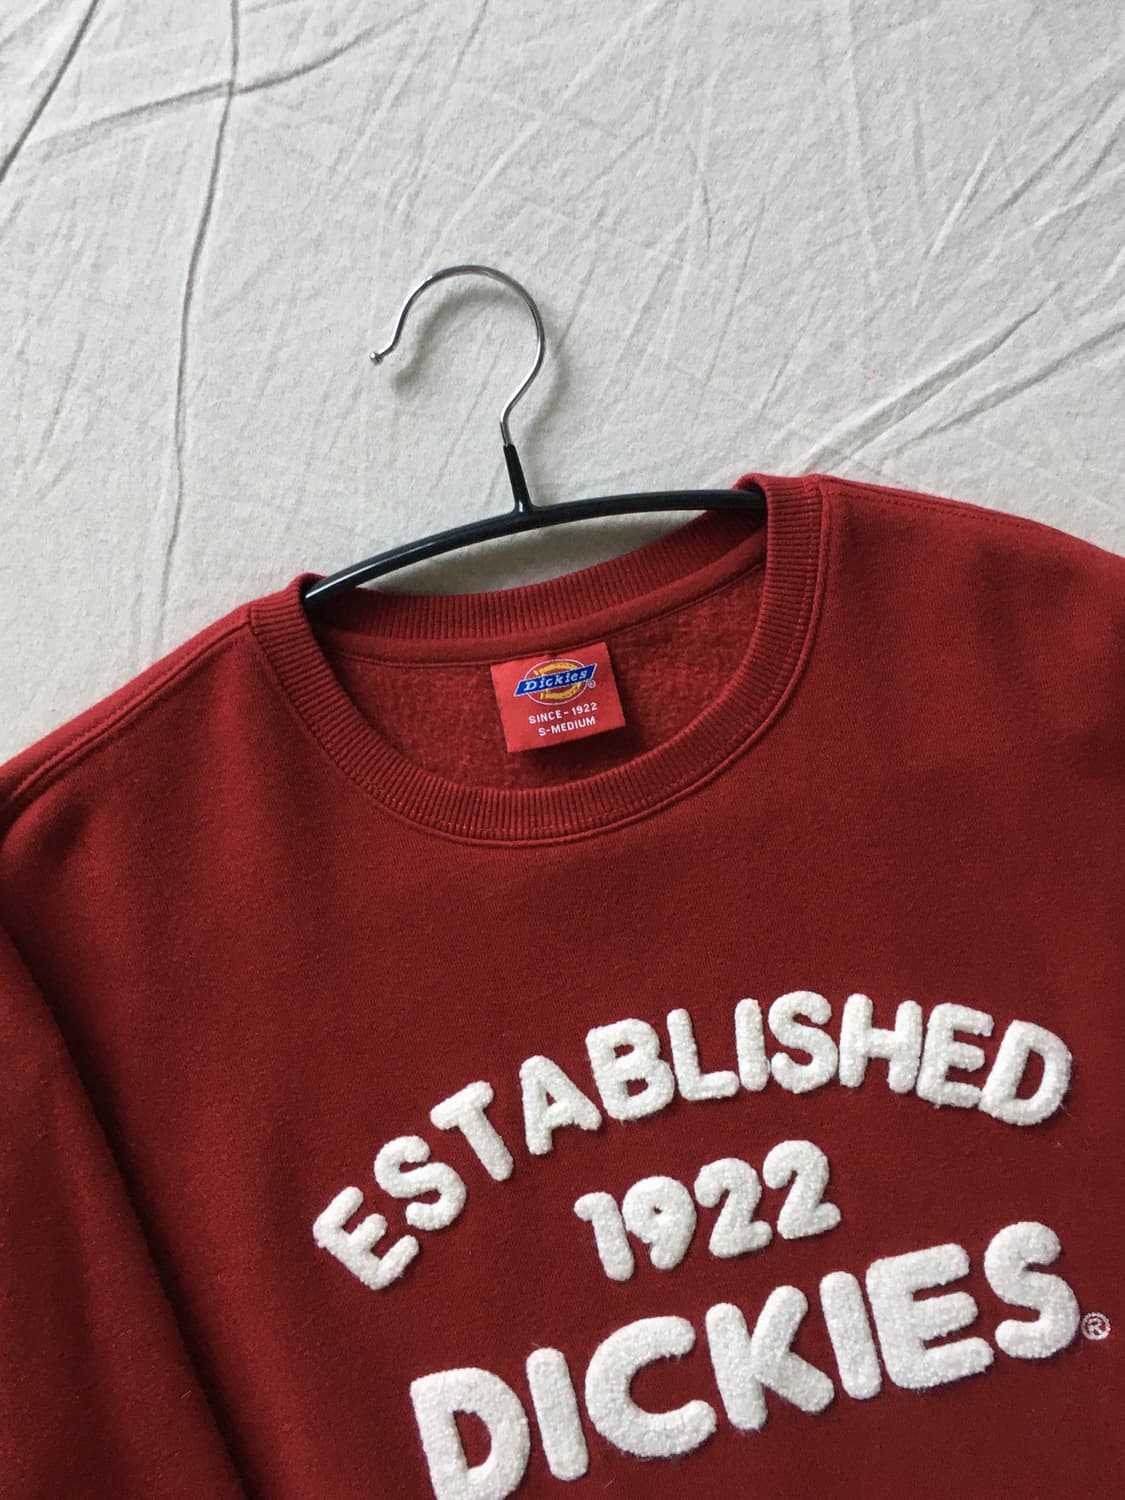 Dickies®
SINCE - 1922
S-MEDIUM
ESTABLISHED
1922
DICKIES®